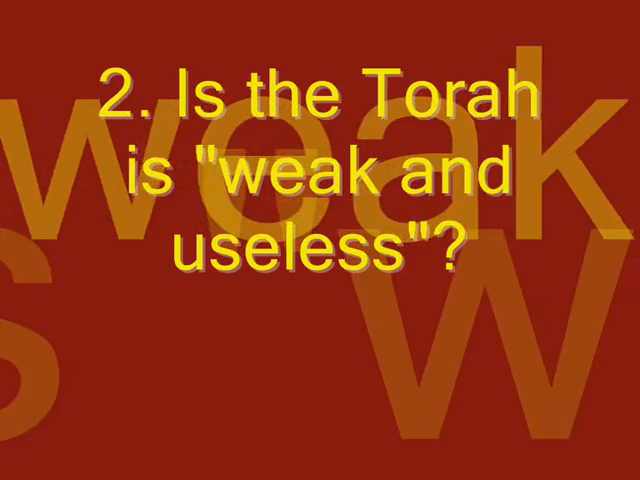 2. Is the Torah
is "weak and
useless"?
weak
s w